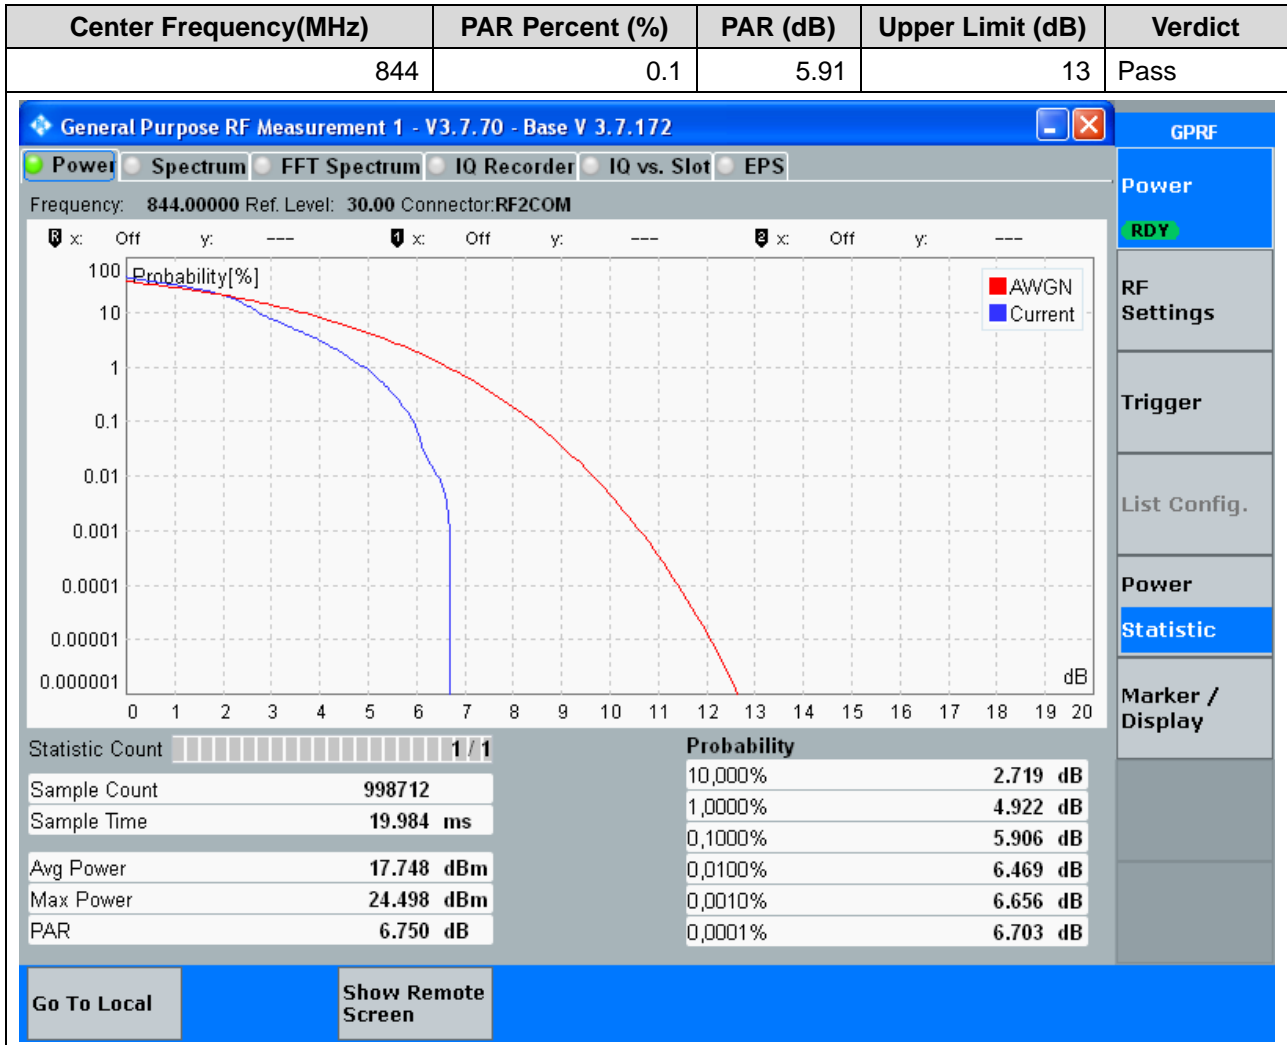 Center Frequency(MHz) PAR Percent (%) PAR (dB) Upper Limit (dB) Verdict
844 0.1 5.91 13 Pass
General Purpose RF Measurement 1 - V3.7.70 - Base V 3.7.172
GPRF
Power Spectrum FFT Spectrum IQ Recorder IQ vs. Slot EPS
Power
RDY
Frequency: 844.00000 Ref. Level: 30.00 Connector:RF2COM
R x: Off y: --- 1 x: Off y: --- 2 x: Off y: ---
Probability[%]
100
10
1
0.1
0.01
0.001
0.0001
0.00001
0.000001
AWGN
Current
dB
0 1 2 3 4 5 6 7 8 9 10 11 12 13 14 15 16 17 18 19 20
RF
Settings
Trigger
List Config.
Power
Statistic
Marker /
Display
Statistic Count 1 / 1
Sample Count 998712
Sample Time 19.984 ms
Avg Power 17.748 dBm
Max Power 24.498 dBm
PAR 6.750 dB
Probability
10,000% 2.719 dB
1,0000% 4.922 dB
0,1000% 5.906 dB
0,0100% 6.469 dB
0,0010% 6.656 dB
0,0001% 6.703 dB
Go To Local
Show Remote
Screen